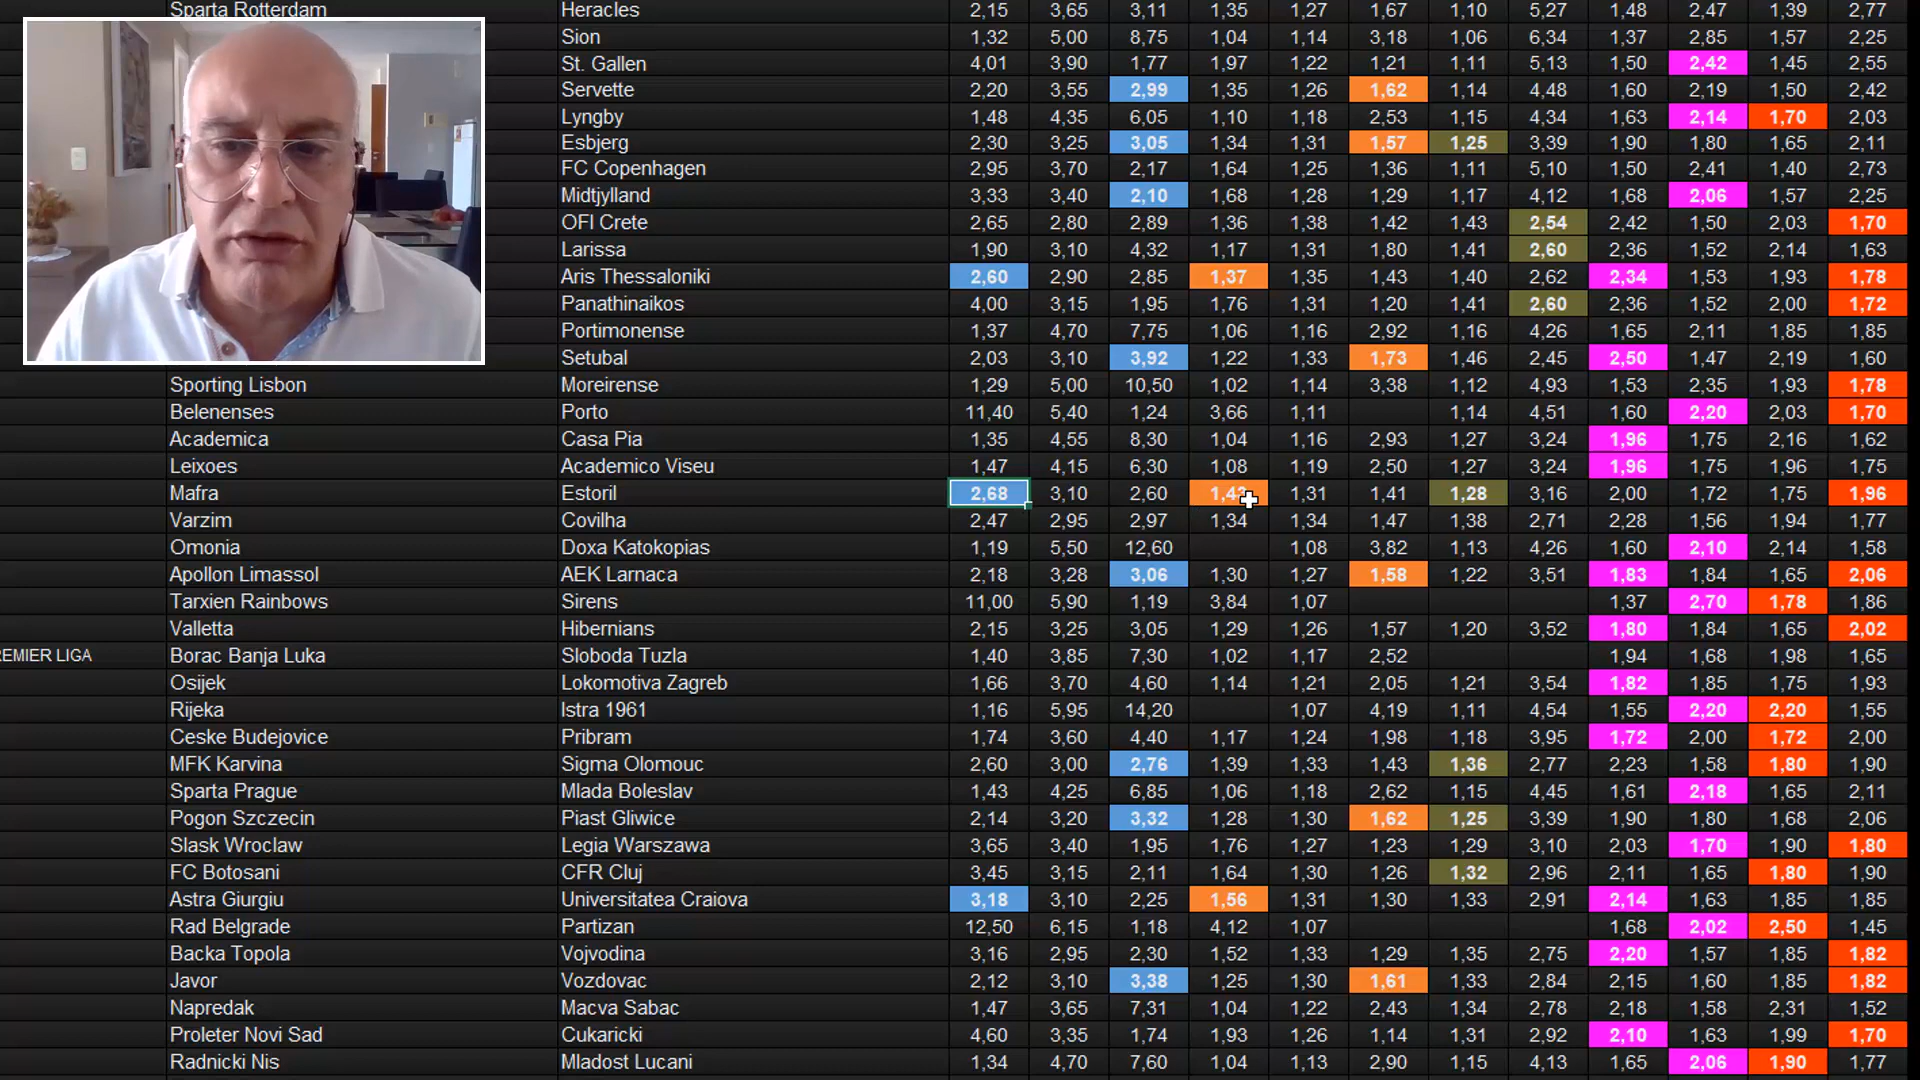 Sparta Rotterdam Heracles 2,15 3,65 3,11 1,35 1,27 1,67 1,10 5,27 1,48 2,47 1,39 2,77
Sion 1,32 5,00 8,75 1,04 1,14 3,18 1,06 6,34 1,37 2,85 1,57 2,25
St. Gallen 4,01 3,90 1,77 1,97 1,22 1,21 1,11 5,13 1,50 2,42 1,45 2,55
Servette 2,20 3,55 2,99 1,35 1,26 1,62 1,14 4,48 1,60 2,19 1,50 2,42
Lyngby 1,48 4,35 6,05 1,10 1,18 2,53 1,15 4,34 1,63 2,14 1,70 2,03
Esbjerg 2,30 3,25 3,05 1,34 1,31 1,57 1,25 3,39 1,90 1,80 1,65 2,11
FC Copenhagen 2,95 3,70 2,17 1,64 1,25 1,36 1,11 5,10 1,50 2,41 1,40 2,73
Midtjylland 3,33 3,40 2,10 1,68 1,28 1,29 1,17 4,12 1,68 2,06 1,57 2,25
OFI Crete 2,65 2,80 2,89 1,36 1,38 1,42 1,43 2,54 2,42 1,50 2,03 1,70
Larissa 1,90 3,10 4,32 1,17 1,31 1,80 1,41 2,60 2,36 1,52 2,14 1,63
Aris Thessaloniki 2,60 2,90 2,85 1,37 1,35 1,43 1,40 2,62 2,34 1,53 1,93 1,78
Panathinaikos 4,00 3,15 1,95 1,76 1,31 1,20 1,41 2,60 2,36 1,52 2,00 1,72
Portimonense 1,37 4,70 7,75 1,06 1,16 2,92 1,16 4,26 1,65 2,11 1,85 1,85
Setubal 2,03 3,10 3,92 1,22 1,33 1,73 1,46 2,45 2,50 1,47 2,19 1,60
Sporting Lisbon Moreirense 1,29 5,00 10,50 1,02 1,14 3,38 1,12 4,93 1,53 2,35 1,93 1,78
Belenenses Porto 11,40 5,40 1,24 3,66 1,11 1,14 4,51 1,60 2,20 2,03 1,70
Academica Casa Pia 1,35 4,55 8,30 1,04 1,16 2,93 1,27 3,24 1,96 1,75 2,16 1,62
Leixoes Academico Viseu 1,47 4,15 6,30 1,08 1,19 2,50 1,27 3,24 1,96 1,75 1,96 1,75
Mafra Estoril 2,68 3,10 2,60 1,31 1,41 1,28 3,16 2,00 1,72 1,75 1,96
Varzim Covilha 2,47 2,95 2,97 1,34 1,34 1,47 1,38 2,71 2,28 1,56 1,94 1,77
Omonia Doxa Katokopias 1,19 5,50 12,60 1,08 3,82 1,13 4,26 1,60 2,10 2,14 1,58
Apollon Limassol AEK Larnaca 2,18 3,28 3,06 1,30 1,27 1,58 1,22 3,51 1,83 1,84 1,65 2,06
Tarxien Rainbows Sirens 11,00 5,90 1,19 3,84 1,07 1,37 2,70 1,78 1,86
Valletta Hibernians 2,15 3,25 3,05 1,29 1,26 1,57 1,20 3,52 1,80 1,84 1,65 2,02
EMIER LIGA Borac Banja Luka Sloboda Tuzla 1,40 3,85 7,30 1,02 1,17 2,52 1,94 1,68 1,98 1,65
Osijek Lokomotiva Zagreb 1,66 3,70 4,60 1,14 1,21 2,05 1,21 3,54 1,82 1,85 1,75 1,93
Rijeka Istra 1961 1,16 5,95 14,20 1,07 4,19 1,11 4,54 1,55 2,20 2,20 1,55
Ceske Budejovice Pribram 1,74 3,60 4,40 1,17 1,24 1,98 1,18 3,95 1,72 2,00 1,72 2,00
MFK Karvina Sigma Olomouc 2,60 3,00 2,76 1,39 1,33 1,43 1,36 2,77 2,23 1,58 1,80 1,90
Sparta Prague Mlada Boleslav 1,43 4,25 6,85 1,06 1,18 2,62 1,15 4,45 1,61 2,18 1,65 2,11
Pogon Szczecin Piast Gliwice 2,14 3,20 3,32 1,28 1,30 1,62 1,25 3,39 1,90 1,80 1,68 2,06
Slask Wroclaw Legia Warszawa 3,65 3,40 1,95 1,76 1,27 1,23 1,29 3,10 2,03 1,70 1,90 1,80
FC Botosani CFR Cluj 3,45 3,15 2,11 1,64 1,30 1,26 1,32 2,96 2,11 1,65 1,80 1,90
Astra Giurgiu Universitatea Craiova 3,18 3,10 2,25 1,56 1,31 1,30 1,33 2,91 2,14 1,63 1,85 1,85
Rad Belgrade Partizan 12,50 6,15 1,18 4,12 1,07 1,68 2,02 2,50 1,45
Backa Topola Vojvodina 3,16 2,95 2,30 1,52 1,33 1,29 1,35 2,75 2,20 1,57 1,85 1,82
Javor Vozdovac 2,12 3,10 3,38 1,25 1,30 1,61 1,33 2,84 2,15 1,60 1,85 1,82
Napredak Macva Sabac 1,47 3,65 7,31 1,04 1,22 2,43 1,34 2,78 2,18 1,58 2,31 1,52
Proleter Novi Sad Cukaricki 4,60 3,35 1,74 1,93 1,26 1,14 1,31 2,92 2,10 1,63 1,99 1,70
Radnicki Nis Mladost Lucani 1,34 4,70 7,60 1,04 1,13 2,90 1,15 4,13 1,65 2,06 1,90 1,77